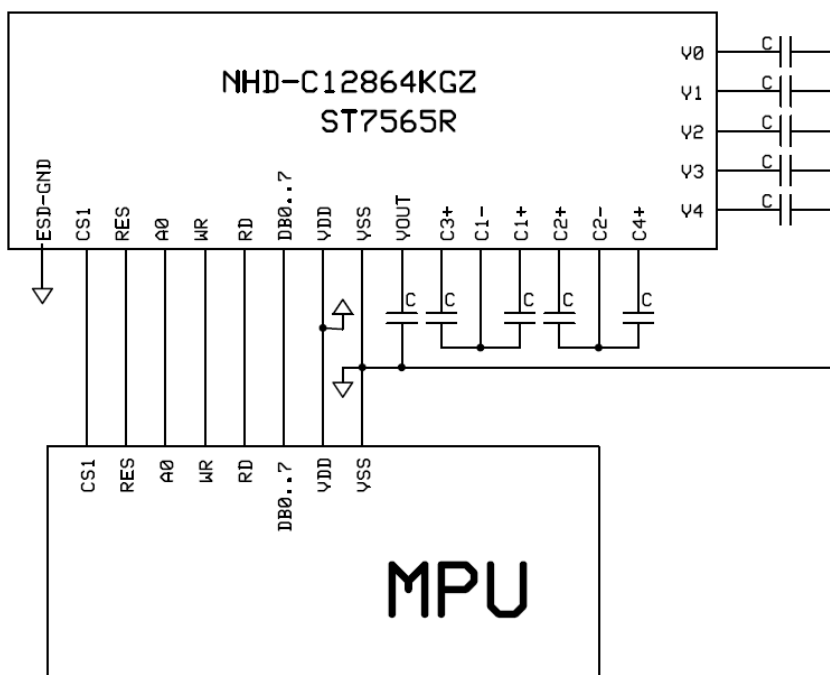 NHD-C12864KGZ
ST7565R
V0 C
V1 C
V2 C
V3 C
V4 C
ESD-GND CS1 RES A0 WR RD DB0..7 VDD VSS VOUT C3+ C1- C1+ C2+ C2- C4+
C C C C C
CS1 RES A0 WR RD DB0..7 VDD VSS
MPU